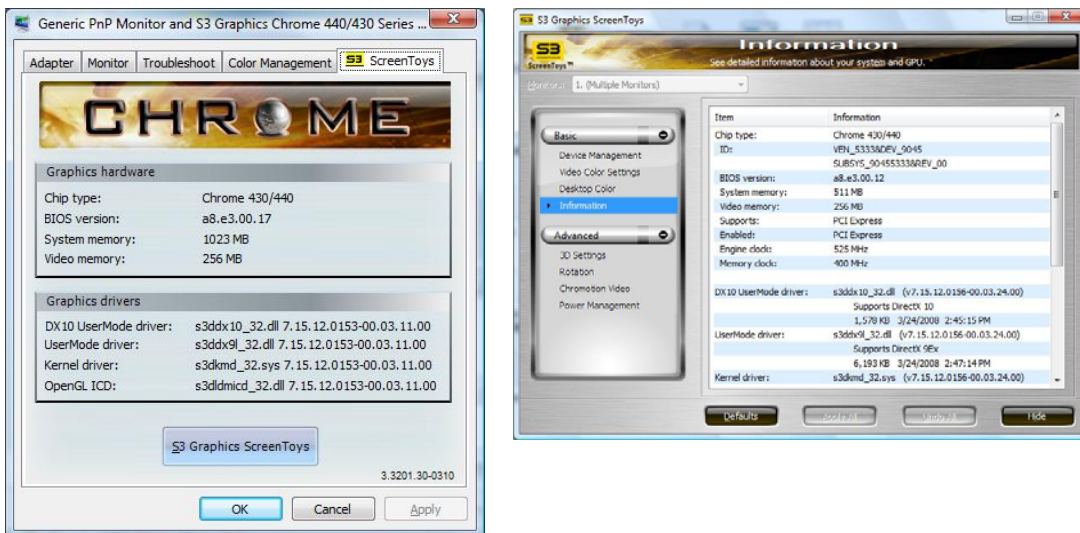 Generic PnP Monitor and S3 Graphics Chrome 440/430 Series ...
Adapter Monitor Troubleshoot Color Management S3 ScreenToys
CHROME
Graphics hardware
Chip type: Chrome 430/440
BIOS version: a8.e3.00.17
System memory: 1023 MB
Video memory: 256 MB
Graphics drivers
DX10 UserMode driver: s3ddx10_32.dll 7.15.12.0153-00.03.11.00
UserMode driver: s3ddx9l_32.dll 7.15.12.0153-00.03.11.00
Kernel driver: s3dkmd_32.sys 7.15.12.0153-00.03.11.00
OpenGL ICD: s3dldmicd_32.dll 7.15.12.0153-00.03.11.00
S3 Graphics ScreenToys
3.3201.30-0310
OK Cancel Apply
S3 Graphics ScreenToys
S3
ScreenToys™
Information
See detailed information about your system and GPU.
Monitors: 1. (Multiple Monitors)
Basic
Device Management
Video Color Settings
Desktop Color
Information
Advanced
3D Settings
Rotation
Chromotion Video
Power Management
Item Information
Chip type: Chrome 430/440
ID: VEN_5333&DEV_9045
SUBSYS_90455333&REV_00
BIOS version: a8.e3.00.12
System memory: 511 MB
Video memory: 256 MB
Supports: PCI Express
Enabled: PCI Express
Engine clock: 525 MHz
Memory clock: 400 MHz
DX10 UserMode driver: s3ddx10_32.dll (v7.15.12.0156-00.03.24.00)
Supports DirectX 10
1,578 KB 3/24/2008 2:45:15 PM
UserMode driver: s3ddx9l_32.dll (v7.15.12.0156-00.03.24.00)
Supports DirectX 9Ex
6,193 KB 3/24/2008 2:47:14 PM
Kernel driver: s3dkmd_32.sys (v7.15.12.0156-00.03.24.00)
Defaults Apply All Undo All Hide